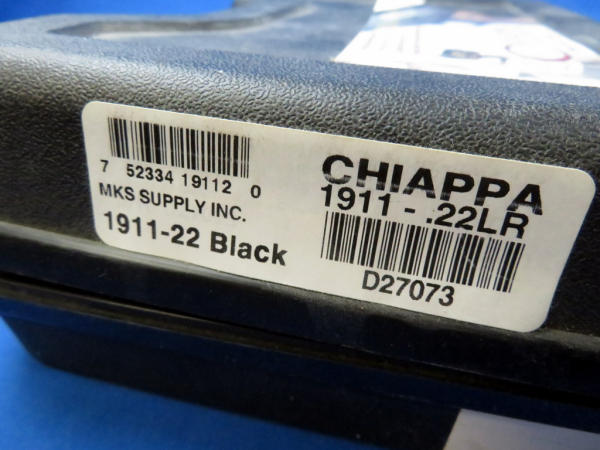 7 52334 19112 0
MKS SUPPLY INC.
1911-22 Black
CHIAPPA
1911 - .22LR
D27073